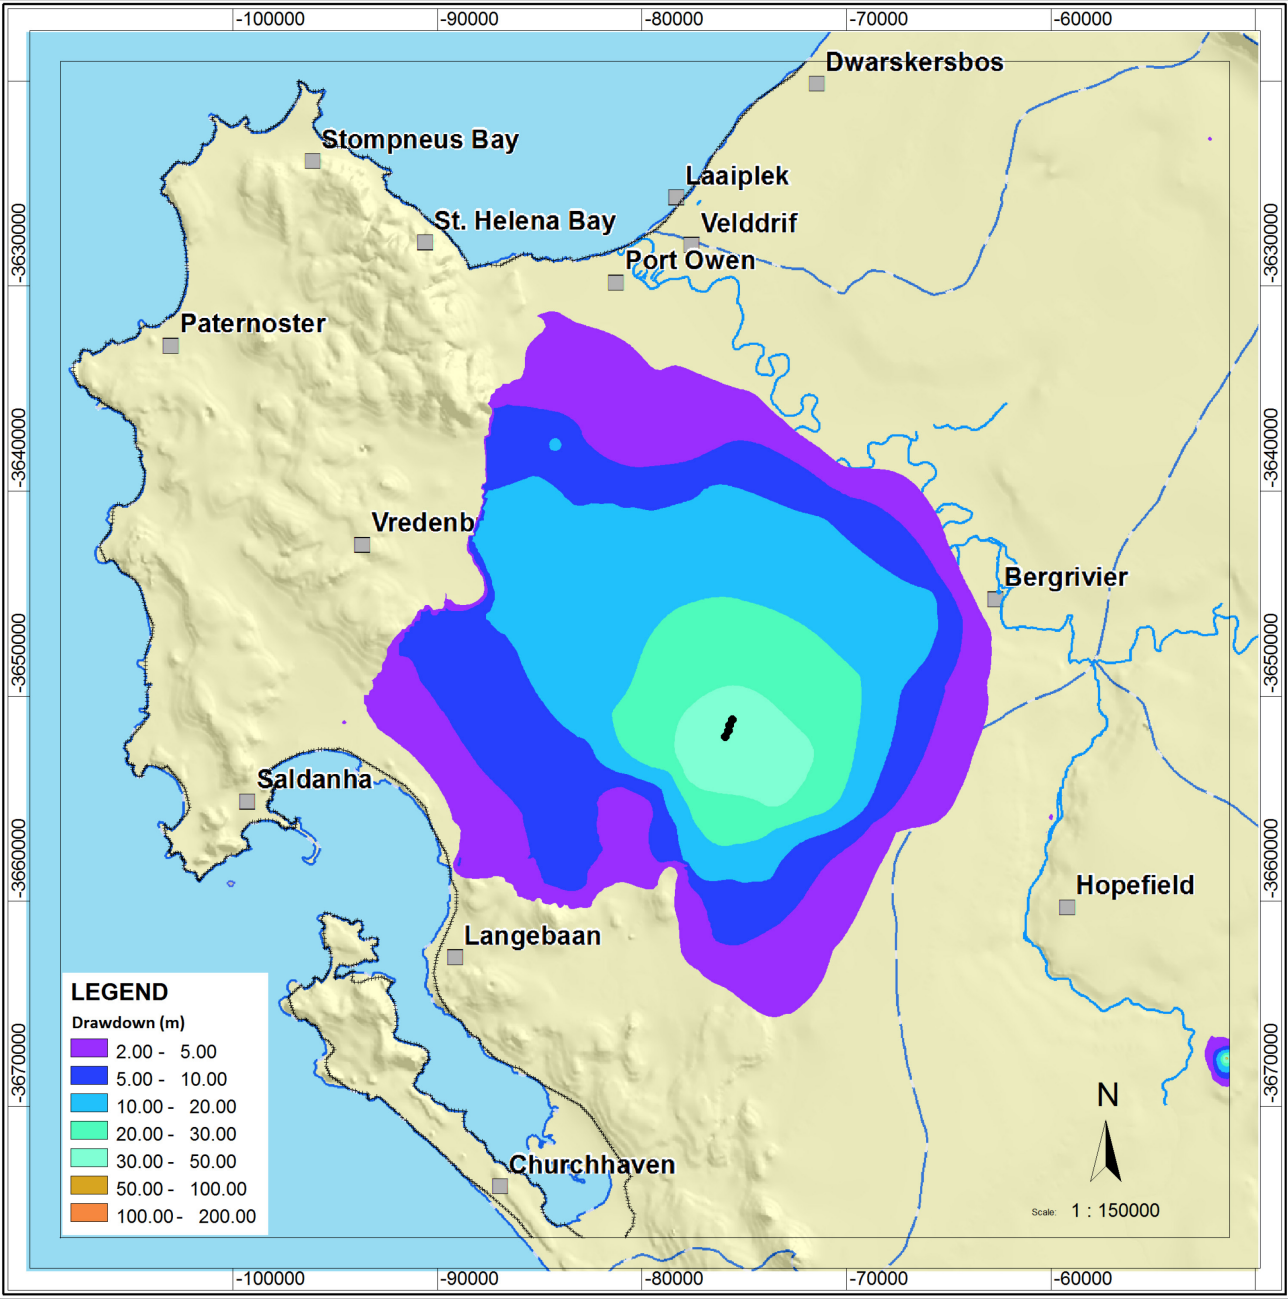 -100000 -90000 -80000 -70000 -60000
Dwarskersbos
Stompneus Bay
Laaiplek
St. Helena Bay
Velddrif
-3630000 -3630000
Port Owen
Paternoster
-3640000 -3640000
Vredenb
Bergrivier
-3650000 -3650000
Saldanha
-3660000 -3660000
Hopefield
Langebaan
LEGEND
Drawdown (m)
2.00 - 5.00
5.00 - 10.00
10.00 - 20.00
20.00 - 30.00
30.00 - 50.00
50.00 - 100.00
100.00 - 200.00
-3670000 -3670000
N
Churchhaven
Scale: 1 : 150000
-100000 -90000 -80000 -70000 -60000